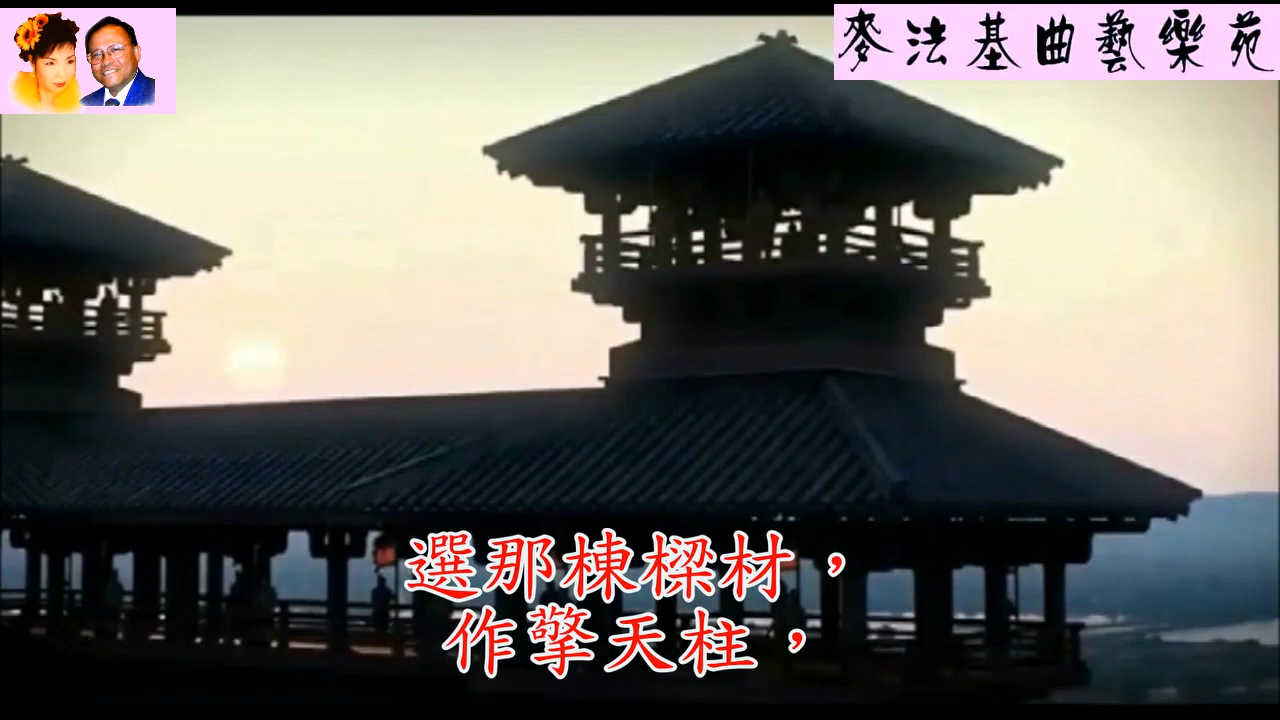 麥法基曲藝樂苑
選那棟樑材，
作擎天柱，